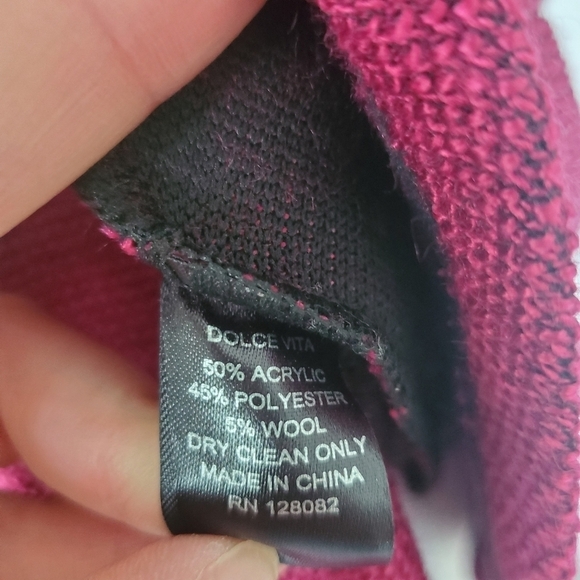 DOLCE VITA
50% ACRYLIC
45% POLYESTER
5% WOOL
DRY CLEAN ONLY
MADE IN CHINA
RN 128082